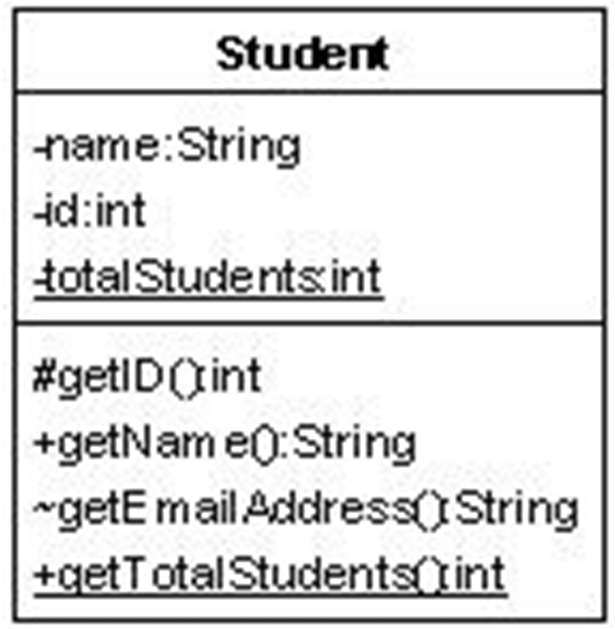 Student
-name:String
-id:int
-totalStudents:int
#getID():int
+getName():String
~getEmailAddress():String
+getTotalStudents():int